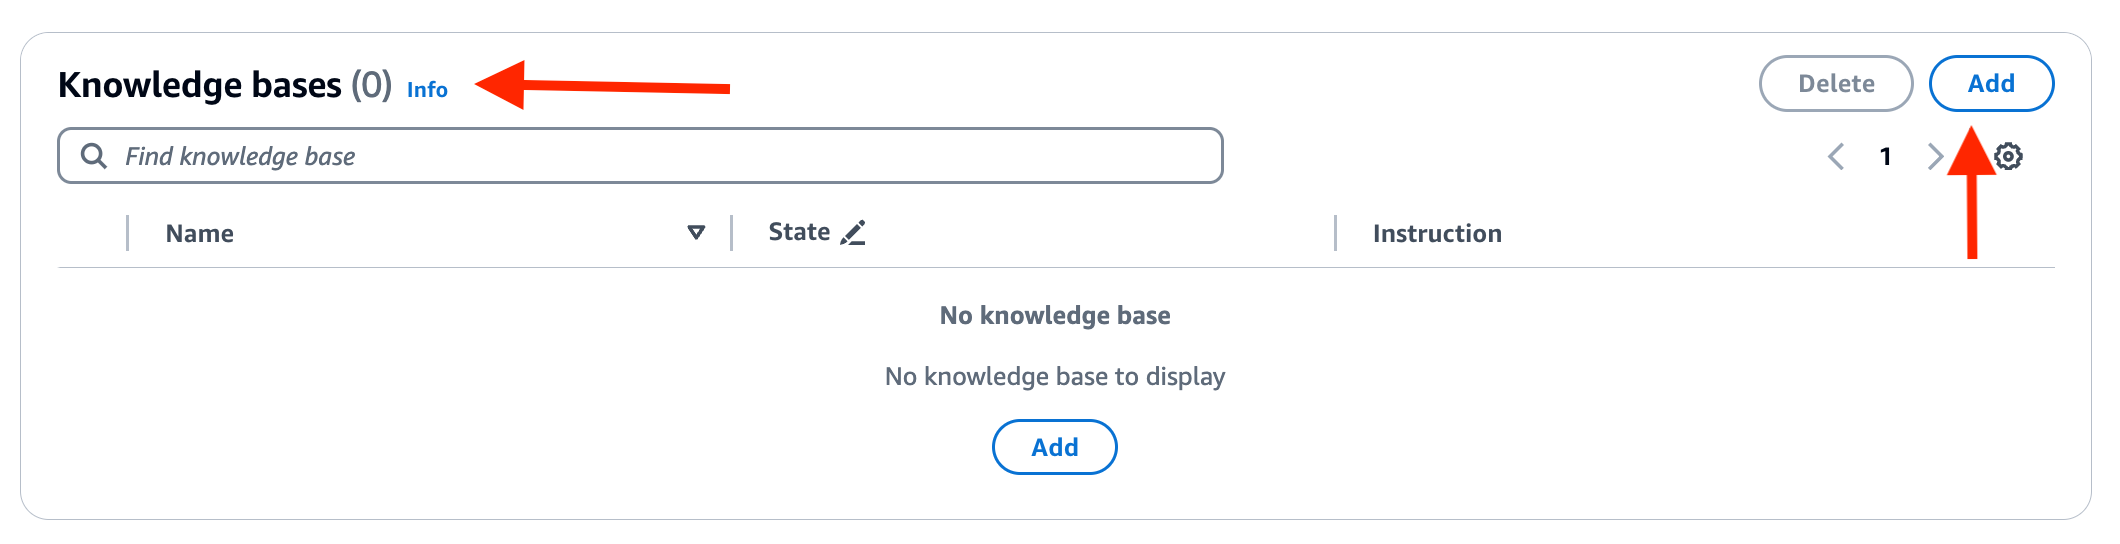 Knowledge bases (0) Info
Delete
Add
Find knowledge base
1
Name
State
Instruction
No knowledge base
No knowledge base to display
Add